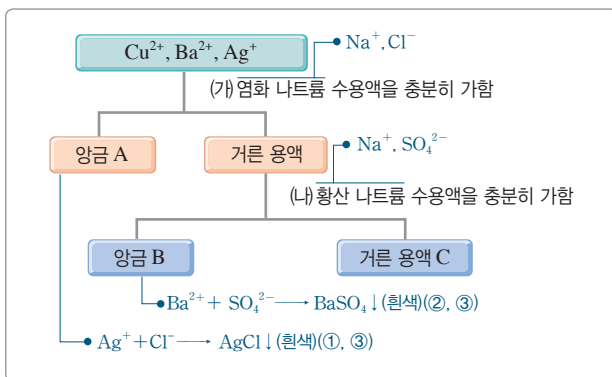 Cu²⁺, Ba²⁺, Ag⁺
Na⁺, Cl⁻
㈎ 염화 나트륨 수용액을 충분히 가함
앙금 A
거른 용액
Na⁺, SO₄²⁻
㈏ 황산 나트륨 수용액을 충분히 가함
앙금 B
거른 용액 C
Ba²⁺ + SO₄²⁻ ⟶ BaSO₄↓(흰색)(②, ③)
Ag⁺+Cl⁻ ⟶ AgCl↓(흰색)(①, ③)